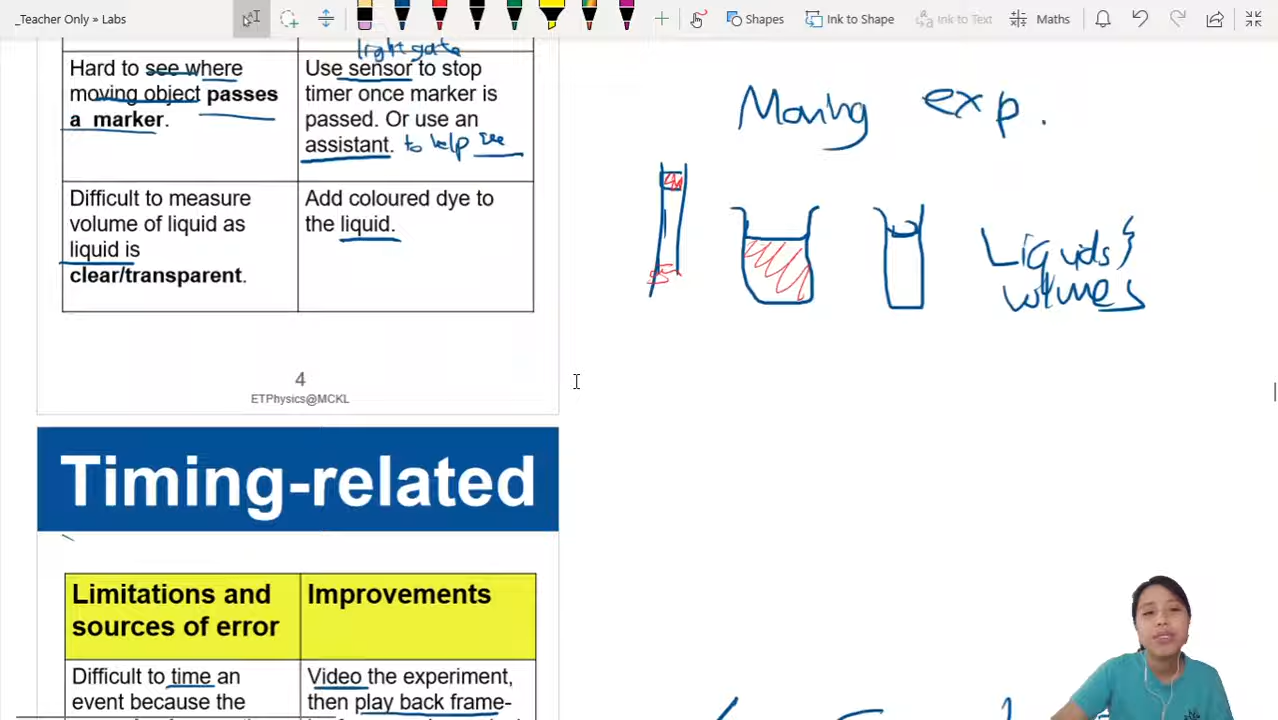 _Teacher Only » Labs
Shapes
Ink to Shape
Ink to Text
Maths
light gate
Hard to see where
moving object passes
a marker.
Use sensor to stop
timer once marker is
passed. Or use an
assistant. to help see
Difficult to measure
volume of liquid as
liquid is
clear/transparent.
Add coloured dye to
the liquid.
4
ETPhysics@MCKL
Moving exp.
Liquids &
volumes
Timing-related
Limitations and
sources of error
Improvements
Difficult to time an
event because the
Video the experiment,
then play back frame-